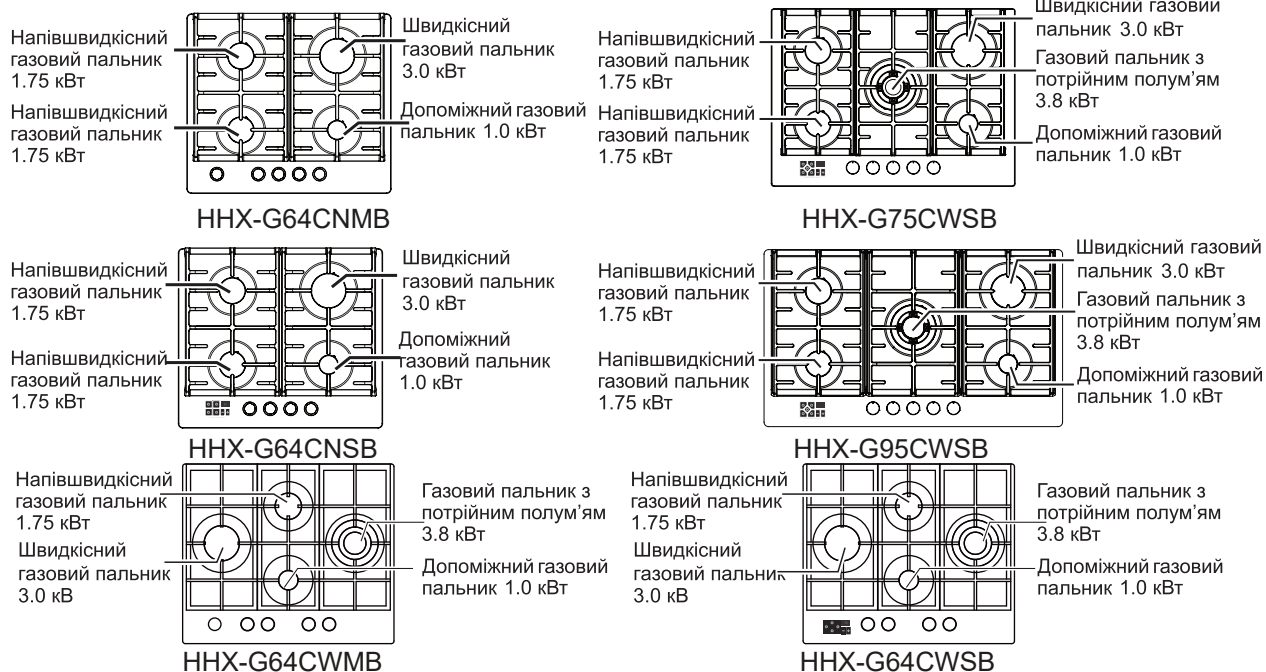 Напівшвидкісний
газовий пальник
1.75 кВт
Напівшвидкісний
газовий пальник
1.75 кВт
Швидкісний
газовий пальник
3.0 кВт
Допоміжний газовий
пальник 1.0 кВт
HHX-G64CNMB
Напівшвидкісний
газовий пальник
1.75 кВт
Напівшвидкісний
газовий пальник
1.75 кВт
Швидкісний газовий
пальник 3.0 кВт
Газовий пальник з
потрійним полум’ям
3.8 кВт
Допоміжний газовий
пальник 1.0 кВт
HHX-G75CWSB
Напівшвидкісний
газовий пальник
1.75 кВт
Напівшвидкісний
газовий пальник
1.75 кВт
Швидкісний
газовий пальник
3.0 кВт
Допоміжний
газовий пальник
1.0 кВт
HHX-G64CNSB
Напівшвидкісний
газовий пальник
1.75 кВт
Напівшвидкісний
газовий пальник
1.75 кВт
Швидкісний газовий
пальник 3.0 кВт
Газовий пальник з
потрійним полум’ям
3.8 кВт
Допоміжний газовий
пальник 1.0 кВт
HHX-G95CWSB
Напівшвидкісний
газовий пальник
1.75 кВт
Швидкісний
газовий пальник
3.0 кВ
Газовий пальник з
потрійним полум’ям
3.8 кВт
Допоміжний газовий
пальник 1.0 кВт
HHX-G64CWMB
Напівшвидкісний
газовий пальник
1.75 кВт
Швидкісний
газовий пальник
3.0 кВ
Газовий пальник з
потрійним полум’ям
3.8 кВт
Допоміжний газовий
пальник 1.0 кВт
HHX-G64CWSB